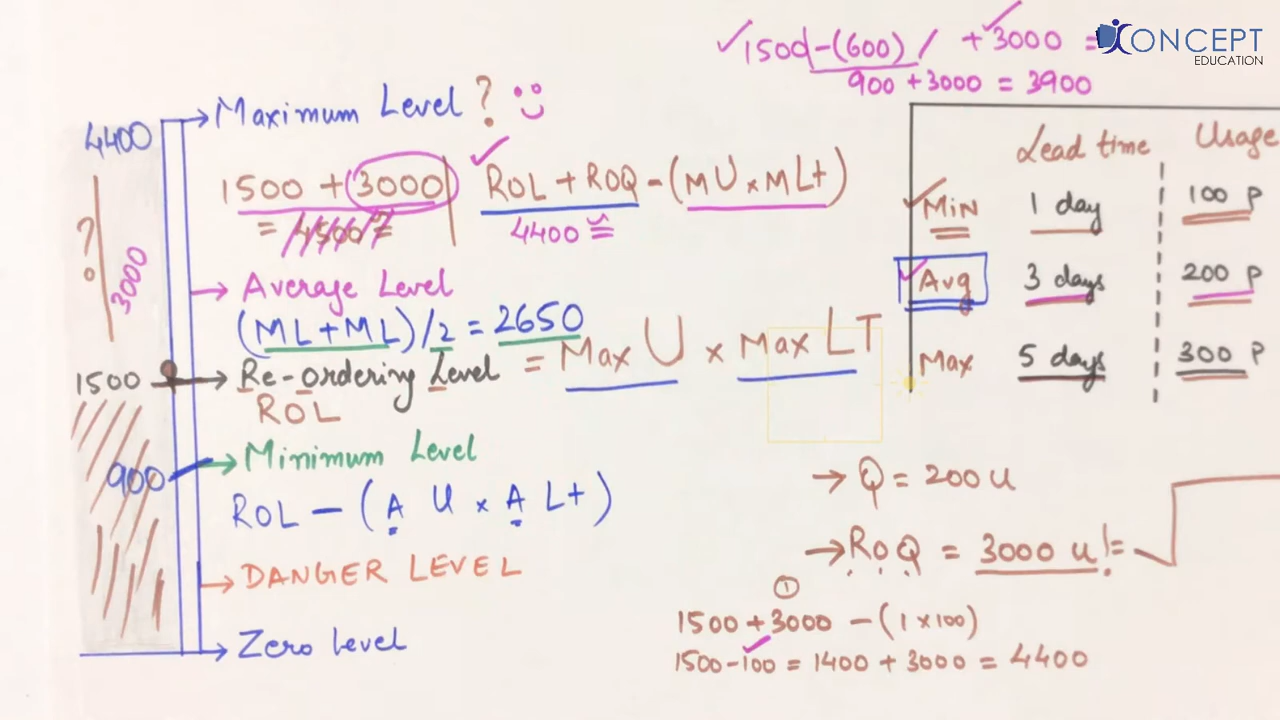 1500 - (600) / + 3000 =
900 + 3000 = 3900
CONCEPT
EDUCATION
4400 → Maximum Level ?
1500 + 3000 | ROL + ROQ - (MU × MLt)
= 4500 ?
4400
Lead time Usage
MIN 1 day 100 P
Avg 3 days 200 P
Max 5 days 300 P
?
3000
→ Average Level
(ML + ML)/2 = 2650
1500 → Re-ordering Level = Max U × Max LT
ROL
→ Minimum Level
900
ROL - (A U × A Lt)
→ Q = 200 U
→ ROQ = 3000 u! =
→ DANGER LEVEL
1
1500 + 3000 - (1 × 100)
→ Zero Level
1500 - 100 = 1400 + 3000 = 4400